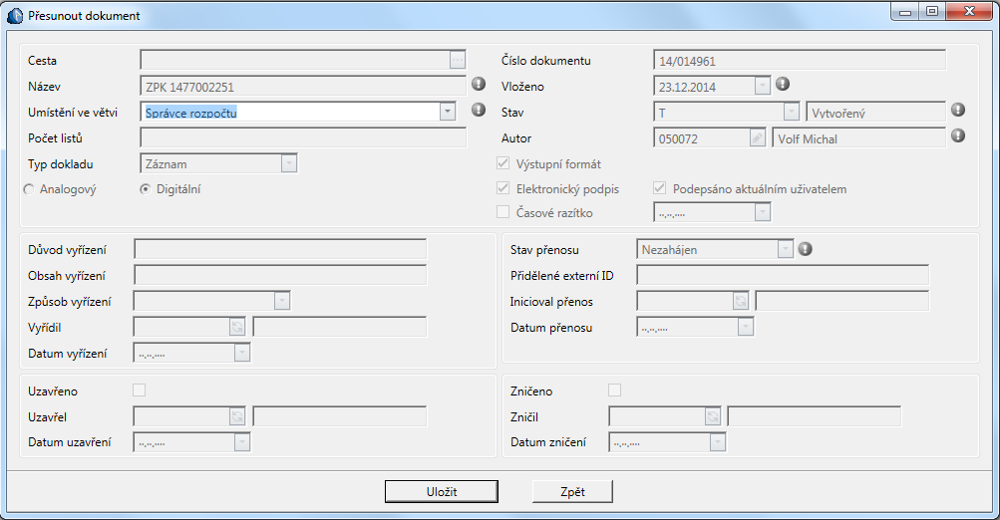 Přesunout dokument
Cesta
Číslo dokumentu 14/014961
Název ZPK 1477002251
Vloženo 23.12.2014
Umístění ve větvi Správce rozpočtu
Stav T Vytvořený
Počet listů
Autor 050072 Volf Michal
Typ dokladu Záznam
Výstupní formát
Analogový Digitální
Elektronický podpis Podepsáno aktuálním uživatelem
Časové razítko ..,..,....
Důvod vyřízení
Stav přenosu Nezahájen
Obsah vyřízení
Přidělené externí ID
Způsob vyřízení
Inicioval přenos
Vyřídil
Datum přenosu ..,..,....
Datum vyřízení ..,..,....
Uzavřeno
Zničeno
Uzavřel
Zničil
Datum uzavření ..,..,....
Datum zničení ..,..,....
Uložit Zpět